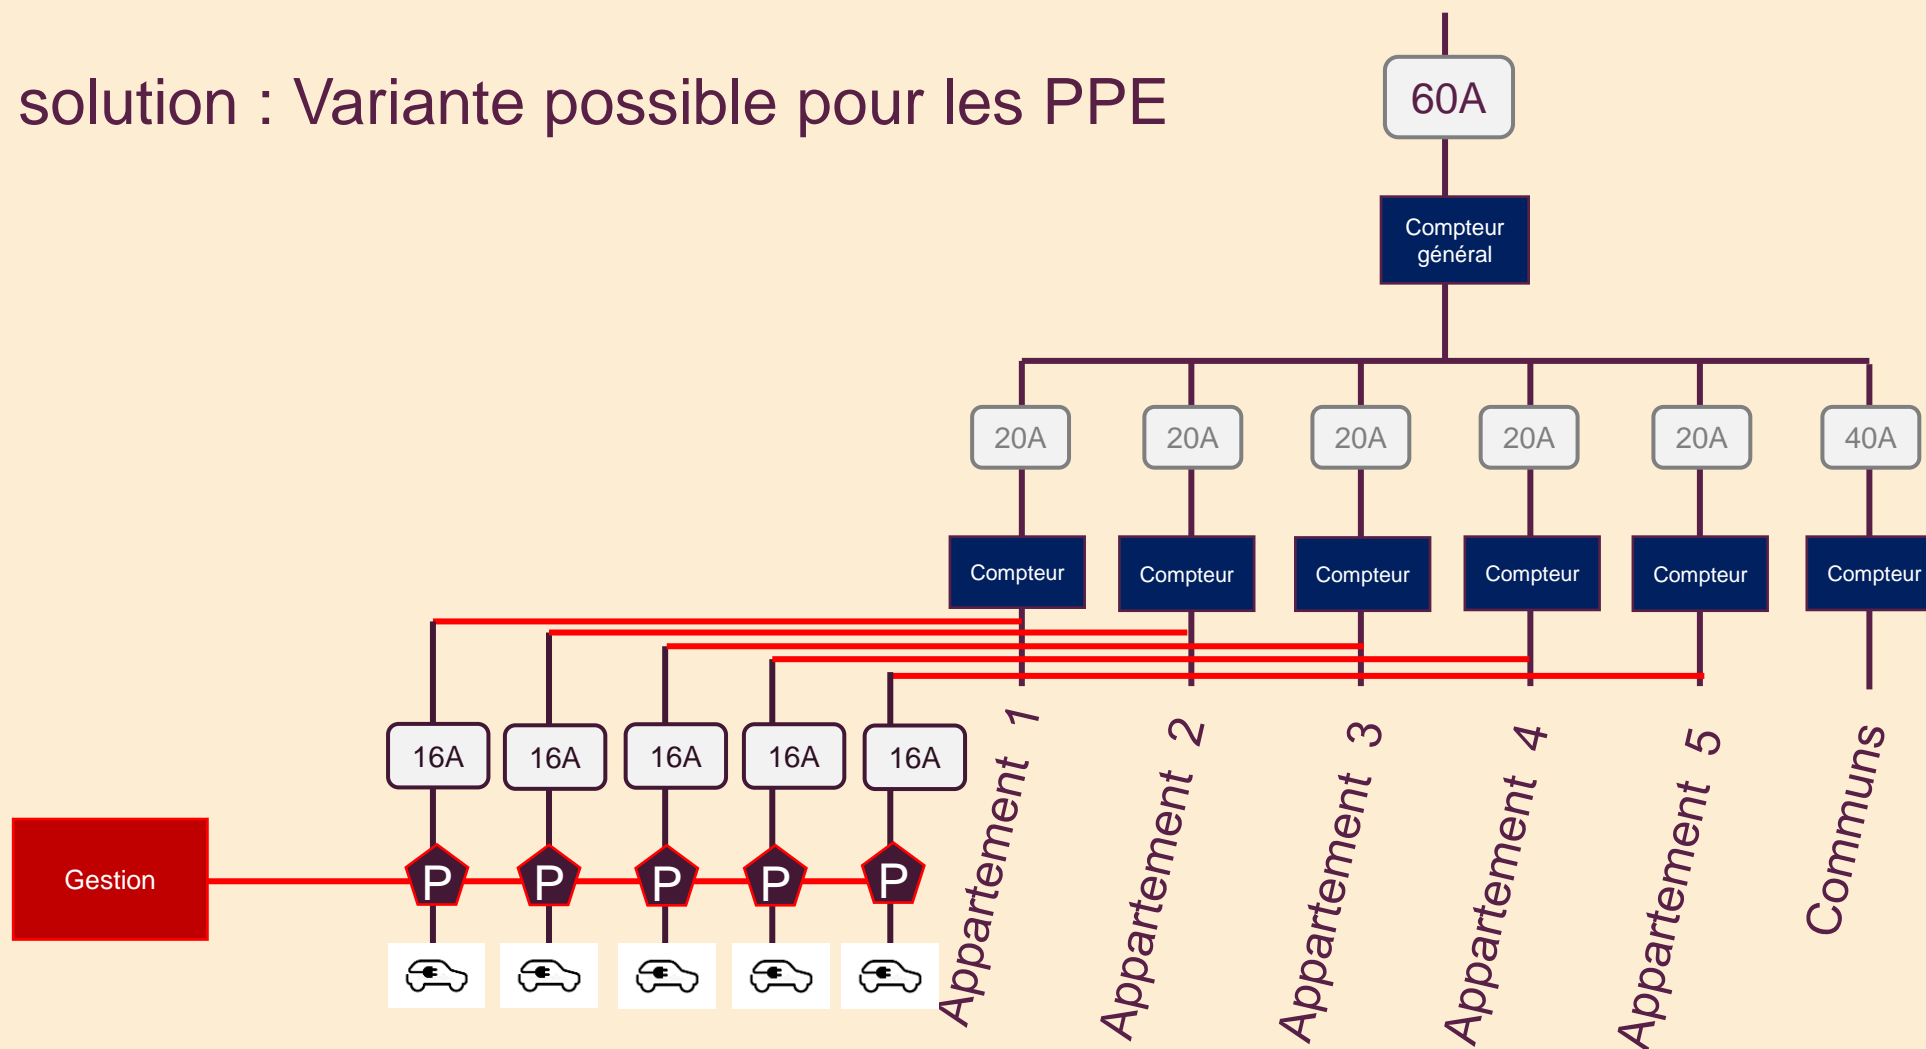 solution : Variante possible pour les PPE
60A
Compteur
général
20A
20A
20A
20A
20A
40A
Compteur
Compteur
Compteur
Compteur
Compteur
Compteur
16A
16A
16A
16A
16A
Appartement 1
Appartement 2
Appartement 3
Appartement 4
Appartement 5
Communs
Gestion
P
P
P
P
P